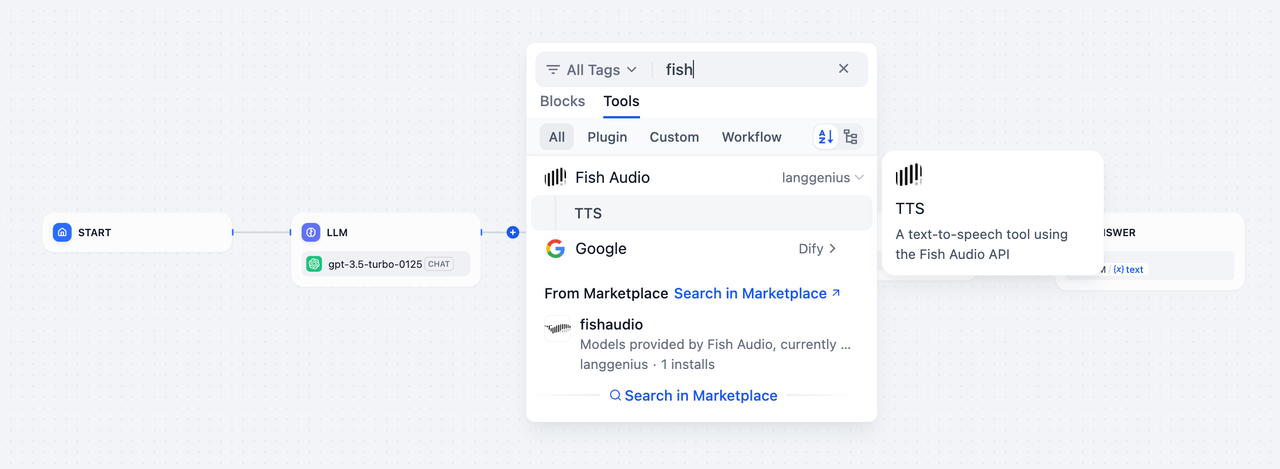 All Tags
fish
Blocks
Tools
All
Plugin
Custom
Workflow
Fish Audio
langgenius
TTS
Google
Dify
From Marketplace
Search in Marketplace
fishaudio
Models provided by Fish Audio, currently ...
langgenius · 1 installs
Search in Marketplace
START
LLM
gpt-3.5-turbo-0125
CHAT
TTS
A text-to-speech tool using
the Fish Audio API
{x} text